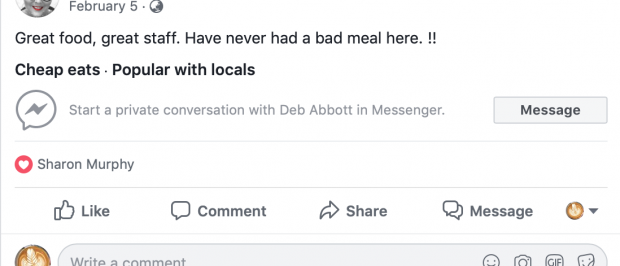 February 5 ·
Great food, great staff. Have never had a bad meal here. !!
Cheap eats · Popular with locals
Start a private conversation with Deb Abbott in Messenger.
Message
Sharon Murphy
Like Comment Share Message
Write a comment
GIF